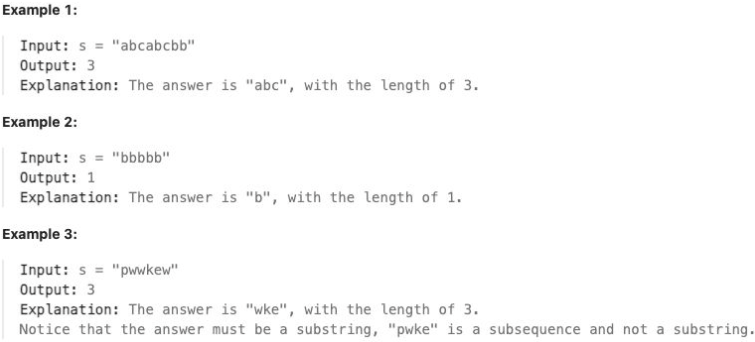 Example 1:
Input: s = "abcabcbb"
Output: 3
Explanation: The answer is "abc", with the length of 3.
Example 2:
Input: s = "bbbbb"
Output: 1
Explanation: The answer is "b", with the length of 1.
Example 3:
Input: s = "pwwkew"
Output: 3
Explanation: The answer is "wke", with the length of 3.
Notice that the answer must be a substring, "pwke" is a subsequence and not a substring.